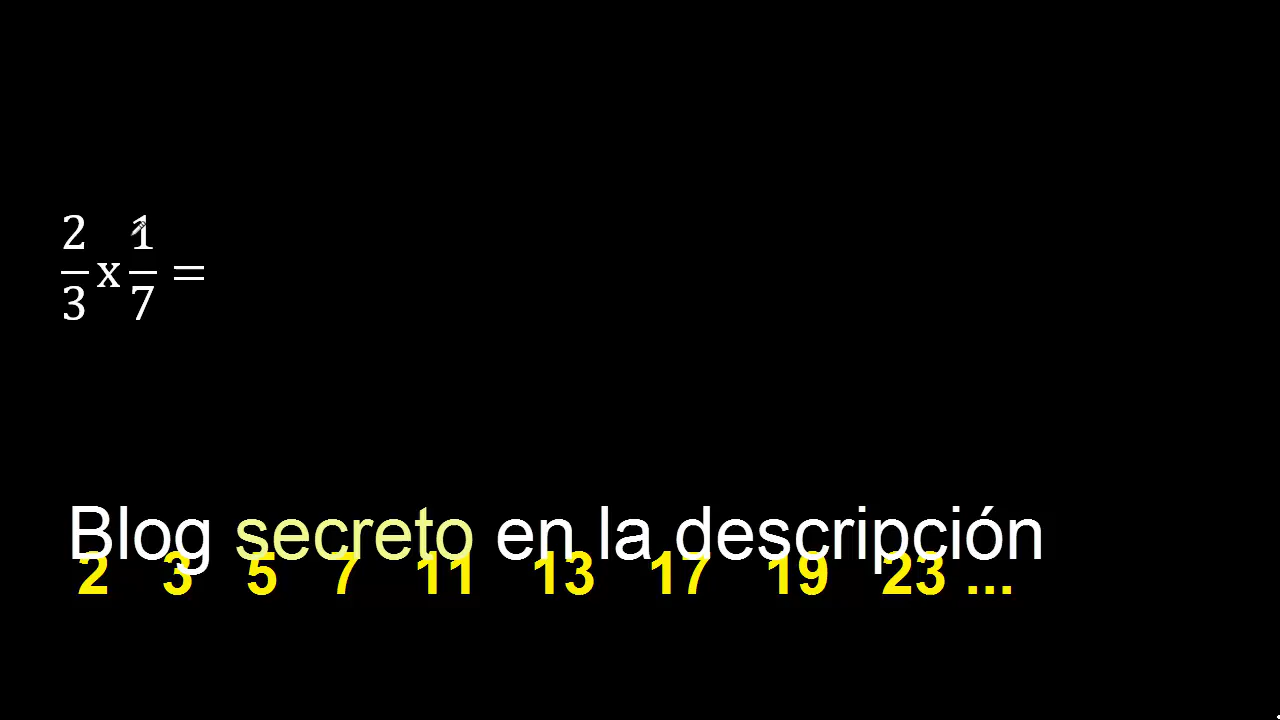 2/3 x 1/7 =
Blog secreto en la descripción
2 3 5 7 11 13 17 19 23 ...